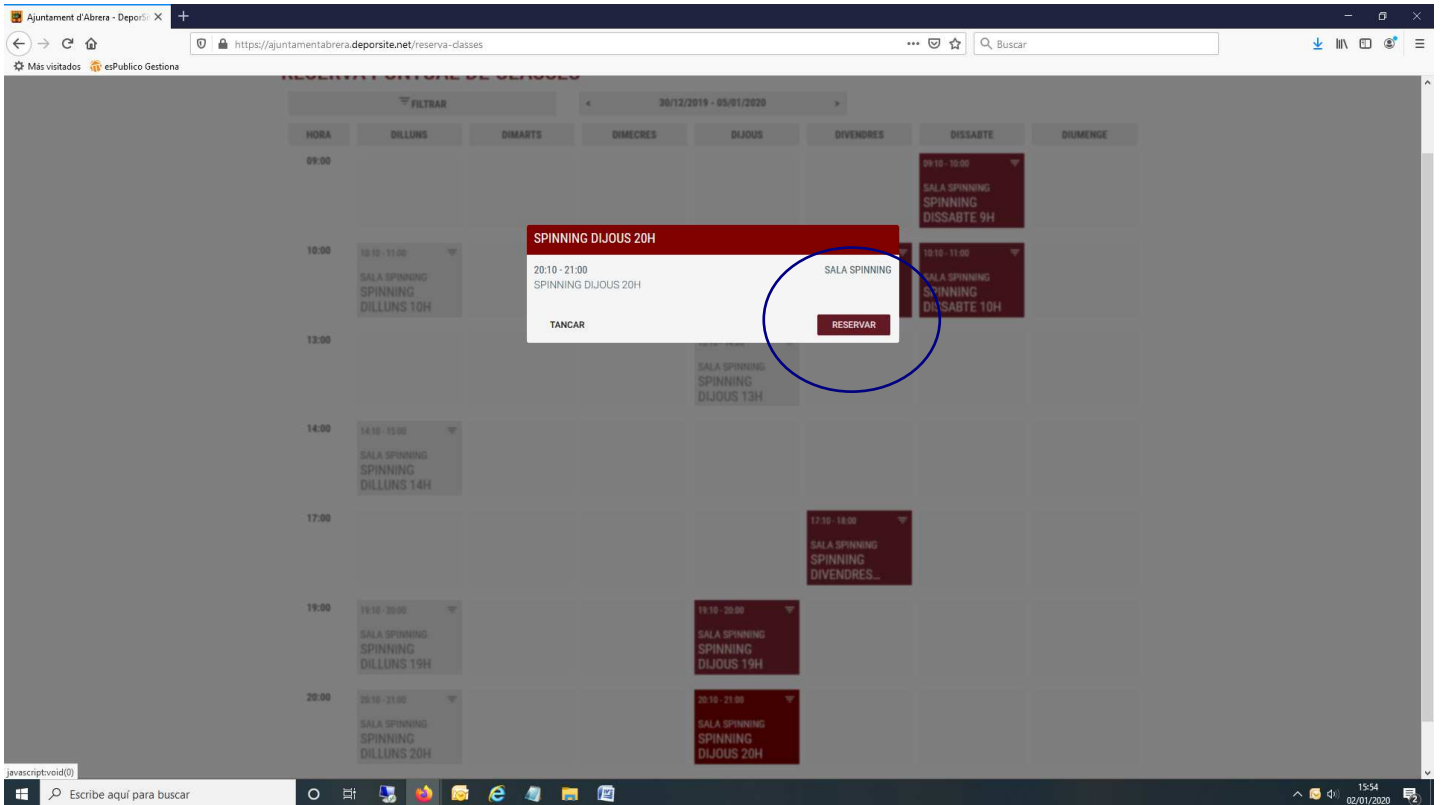 Ajuntament d'Abrera - DeporSi
https://ajuntamentabrera.deporsite.net/reserva-classes
Buscar
Más visitados
esPublico Gestiona
RESERVA PUNTUAL DE CLASSES
FILTRAR
30/12/2019 - 05/01/2020
HORA DILLUNS DIMARTS DIMECRES DIJOUS DIVENDRES DISSABTE DIUMENGE
09:00
09:10 - 10:00
SALA SPINNING
SPINNING
DISSABTE 9H
SPINNING DIJOUS 20H
20:10 - 21:00
SALA SPINNING
SPINNING DIJOUS 20H
TANCAR
RESERVAR
10:00
10:10 - 11:00
SALA SPINNING
SPINNING
DILLUNS 10H
10:10 - 11:00
SALA SPINNING
SPINNING
DISSABTE 10H
13:00
SALA SPINNING
SPINNING
DIJOUS 13H
14:00
14:10 - 15:00
SALA SPINNING
SPINNING
DILLUNS 14H
17:00
17:10 - 18:00
SALA SPINNING
SPINNING
DIVENDRES...
19:00
19:10 - 20:00
SALA SPINNING
SPINNING
DILLUNS 19H
19:10 - 20:00
SALA SPINNING
SPINNING
DIJOUS 19H
20:00
20:10 - 21:00
SALA SPINNING
SPINNING
DILLUNS 20H
20:10 - 21:00
SALA SPINNING
SPINNING
DIJOUS 20H
javascript:void(0)
Escribe aquí para buscar
15:54
02/01/2020
2